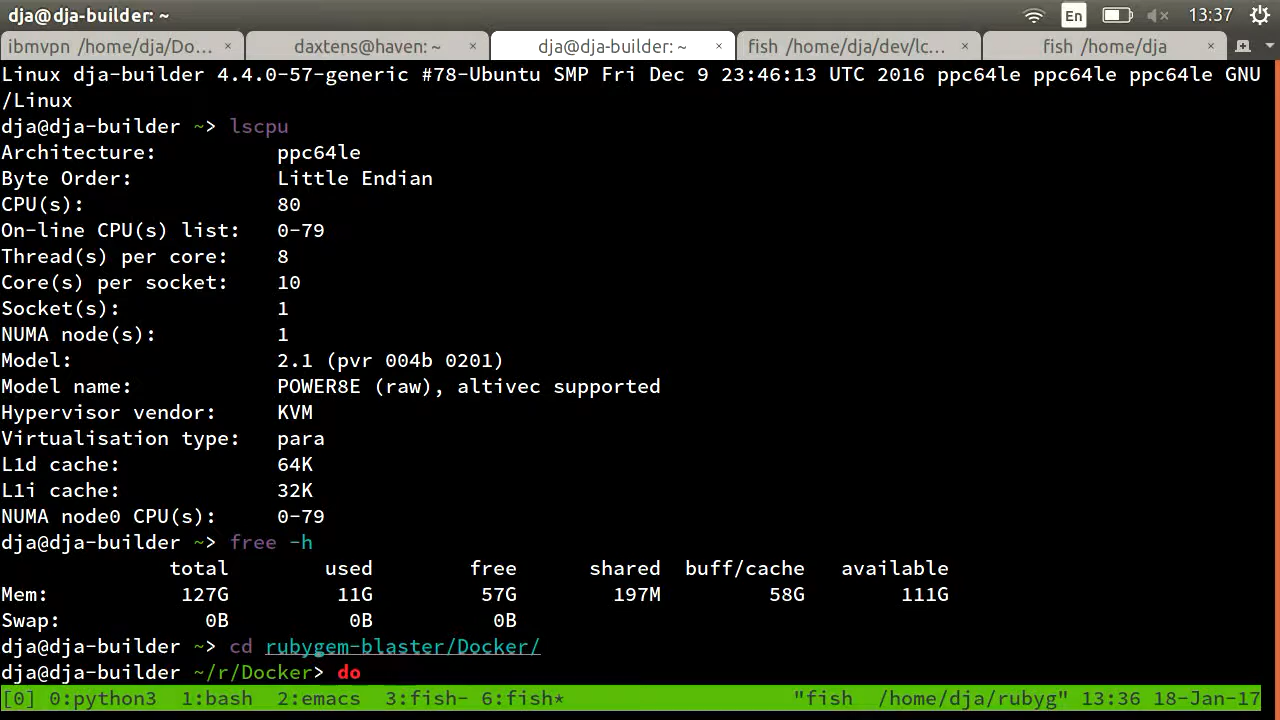 dja@dja-builder: ~ En 13:37
ibmvpn /home/dja/Do... × daxtens@haven: ~ × dja@dja-builder: ~ × fish /home/dja/dev/lc... × fish /home/dja ×
Linux dja-builder 4.4.0-57-generic #78-Ubuntu SMP Fri Dec 9 23:46:13 UTC 2016 ppc64le ppc64le ppc64le GNU
/Linux
dja@dja-builder ~> lscpu
Architecture: ppc64le
Byte Order: Little Endian
CPU(s): 80
On-line CPU(s) list: 0-79
Thread(s) per core: 8
Core(s) per socket: 10
Socket(s): 1
NUMA node(s): 1
Model: 2.1 (pvr 004b 0201)
Model name: POWER8E (raw), altivec supported
Hypervisor vendor: KVM
Virtualisation type: para
L1d cache: 64K
L1i cache: 32K
NUMA node0 CPU(s): 0-79
dja@dja-builder ~> free -h
total used free shared buff/cache available
Mem: 127G 11G 57G 197M 58G 111G
Swap: 0B 0B 0B
dja@dja-builder ~> cd rubygem-blaster/Docker/
dja@dja-builder ~/r/Docker> do
[0] 0:python3 1:bash 2:emacs 3:fish- 6:fish* "fish /home/dja/rubyg" 13:36 18-Jan-17